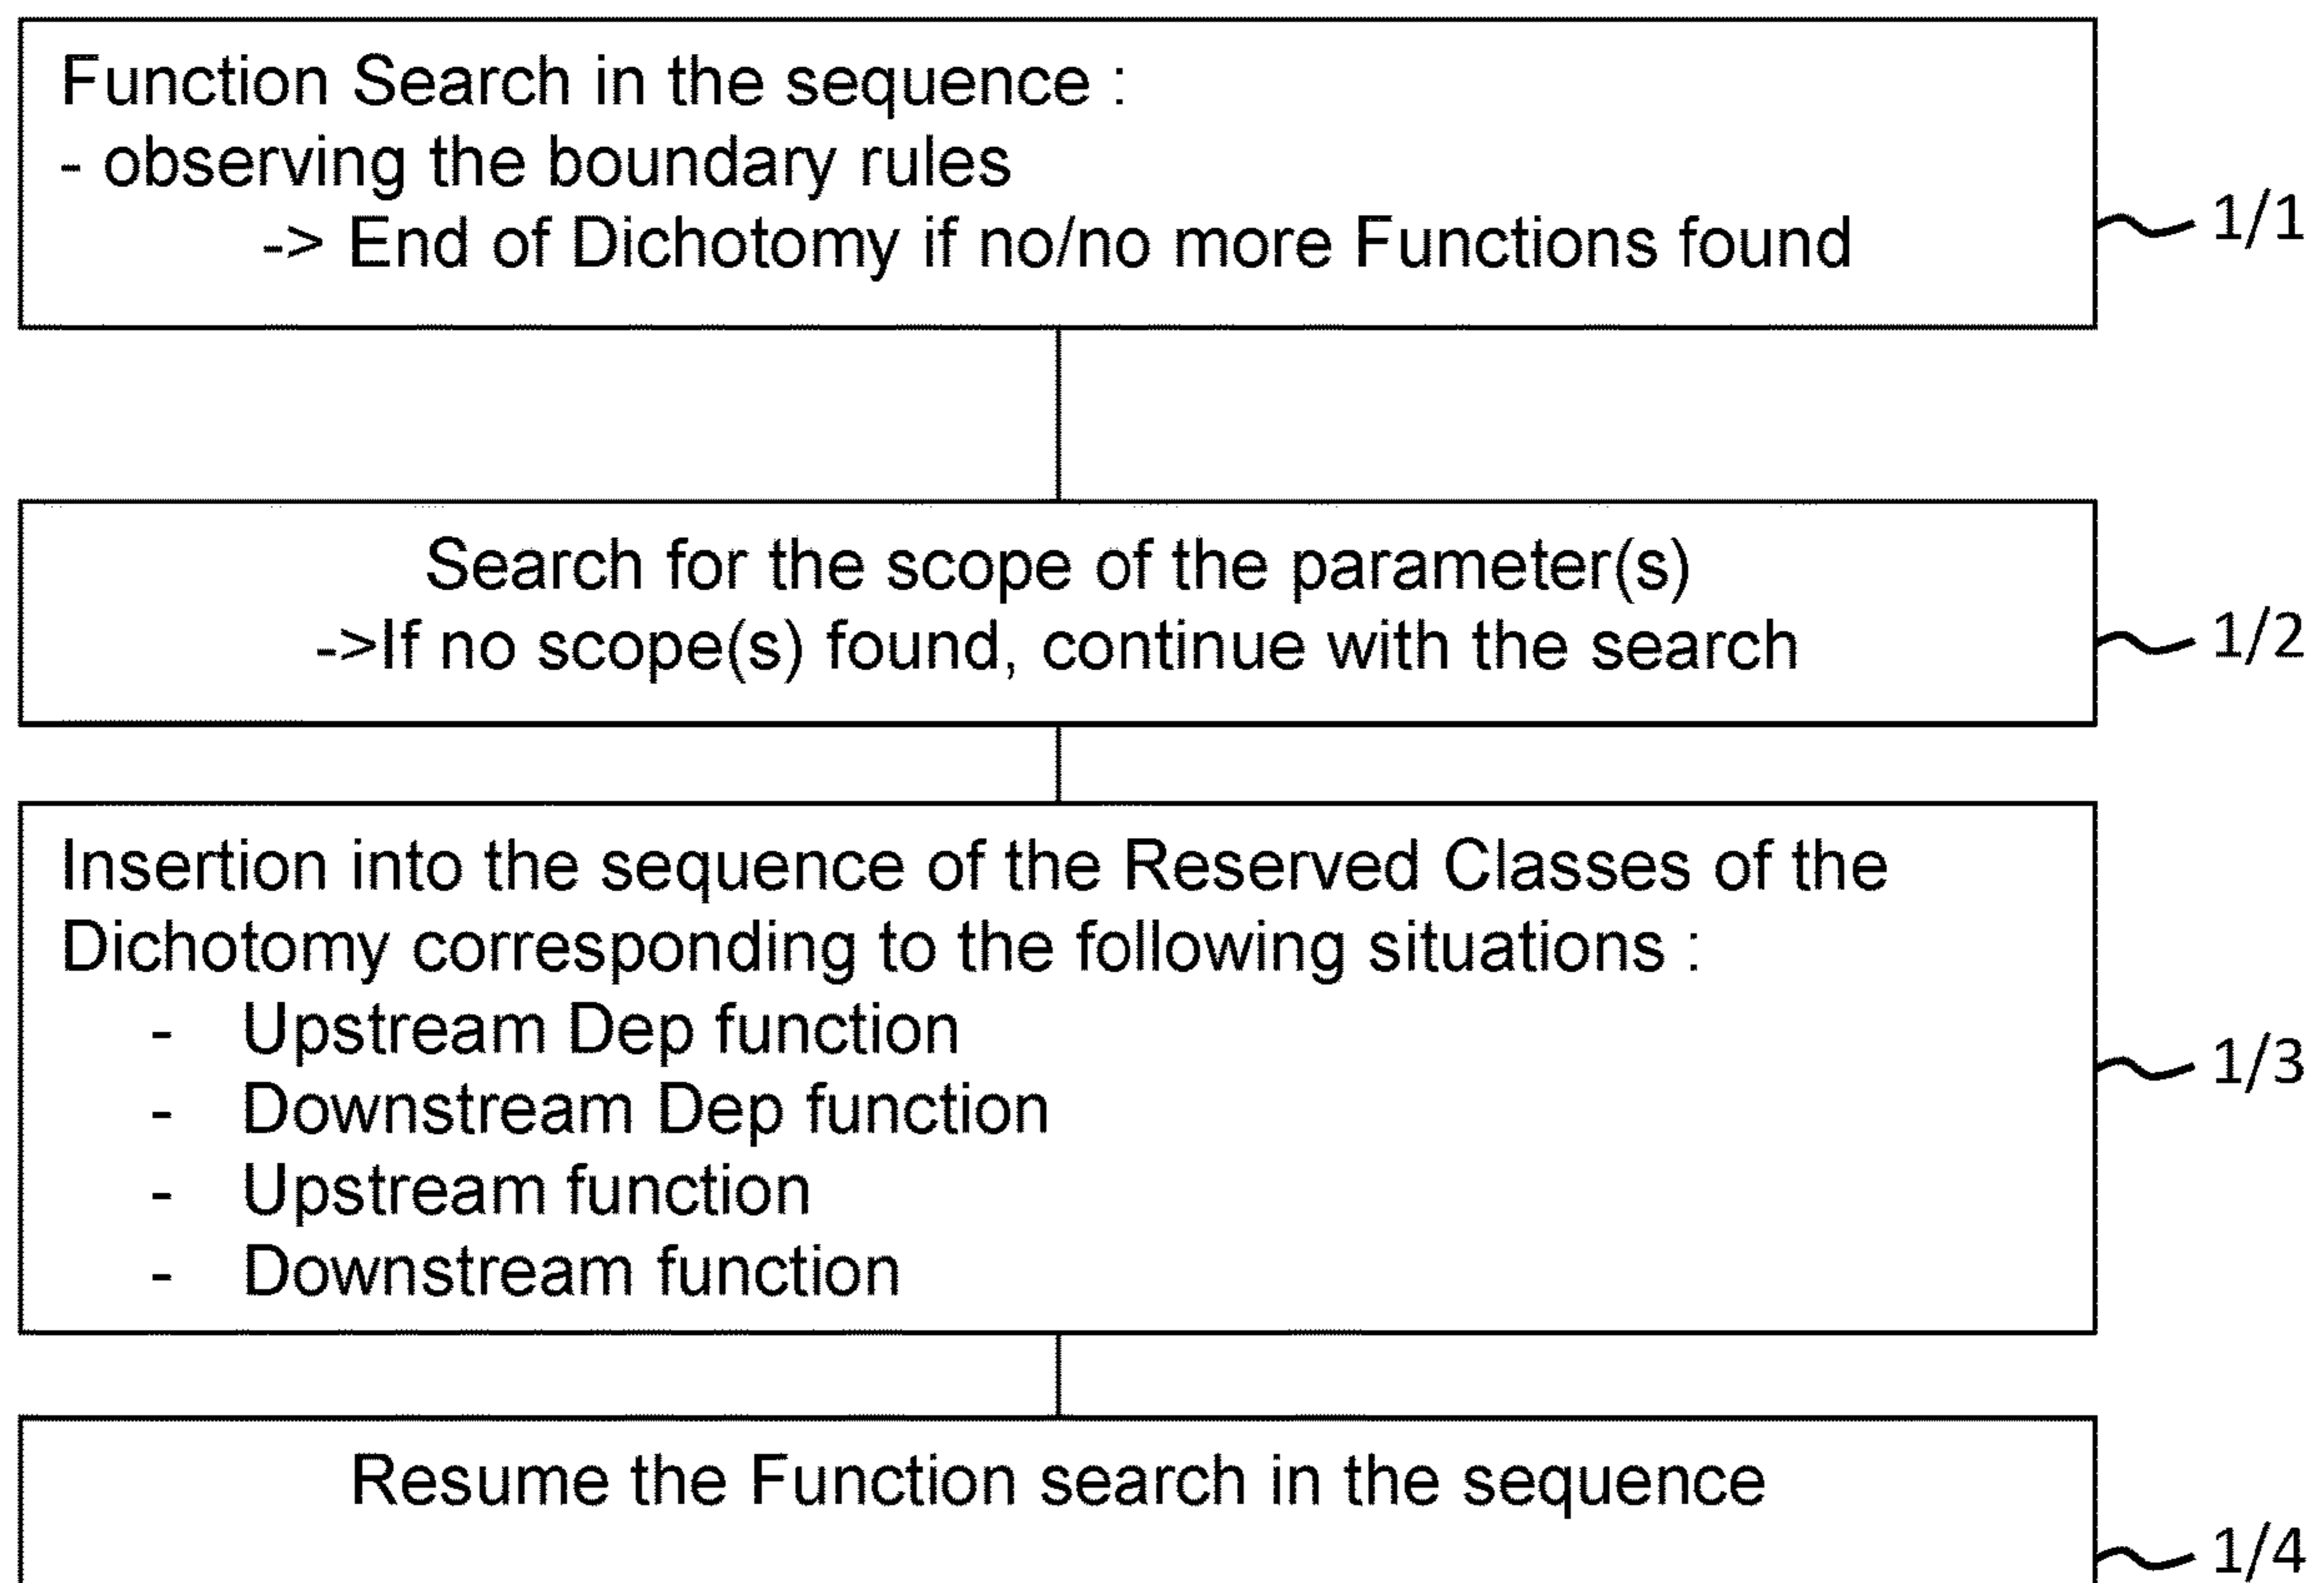 Function Search in the sequence :
- observing the boundary rules
-> End of Dichotomy if no/no more Functions found
1/1
Search for the scope of the parameter(s)
->If no scope(s) found, continue with the search
1/2
Insertion into the sequence of the Reserved Classes of the
Dichotomy corresponding to the following situations :
- Upstream Dep function
- Downstream Dep function
- Upstream function
- Downstream function
1/3
Resume the Function search in the sequence
1/4